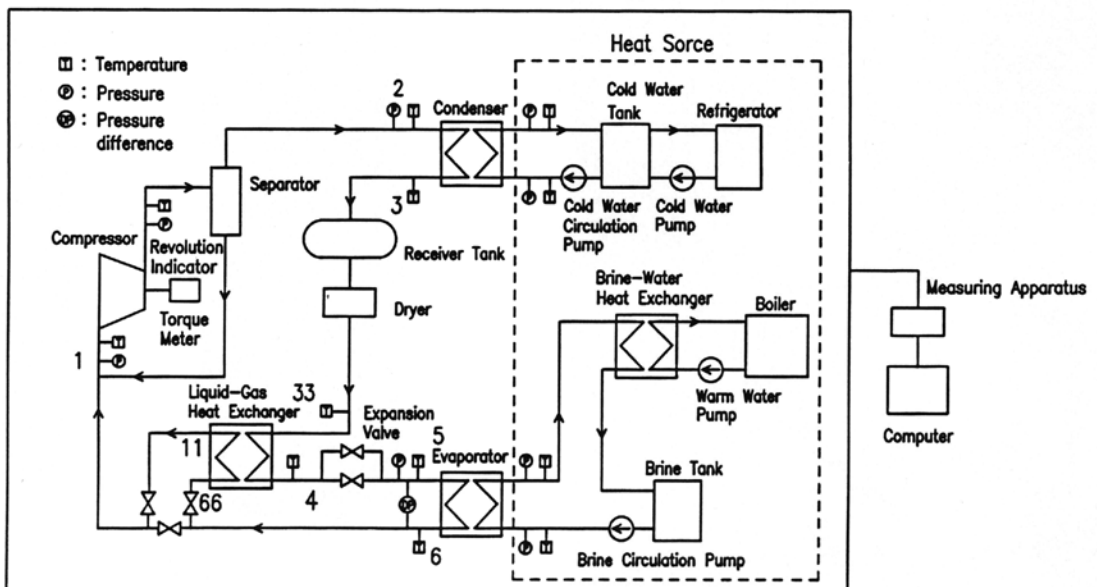 Heat Sorce
T : Temperature
P : Pressure
DP : Pressure
difference
2
P T
Condenser
P T
Cold Water
Tank
Refrigerator
Separator
T
P
3
T
P T
Cold Water
Circulation
Pump
Cold Water
Pump
Compressor
Revolution
Indicator
Torque
Meter
Receiver Tank
Dryer
Brine-Water
Heat Exchanger
Boiler
Measuring Apparatus
1
T
P
Liquid-Gas
Heat Exchanger
33
T
Expansion
Valve
Warm Water
Pump
Computer
11
5
Evaporator
T
P T
P T
66
4
DP
Brine Tank
T
6
P T
Brine Circulation Pump